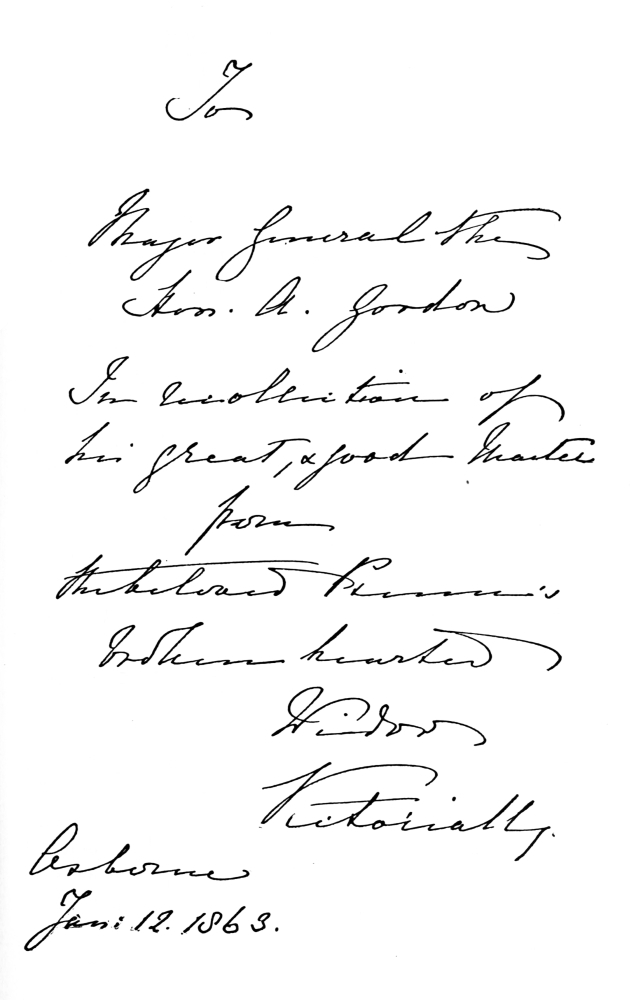 To
Major General the
Hon. A. Gordon
In recollection of
his great, & good Master
from
the beloved Prince's
broken hearted
Widow
Victoria
Osborne
Jan: 12. 1863.